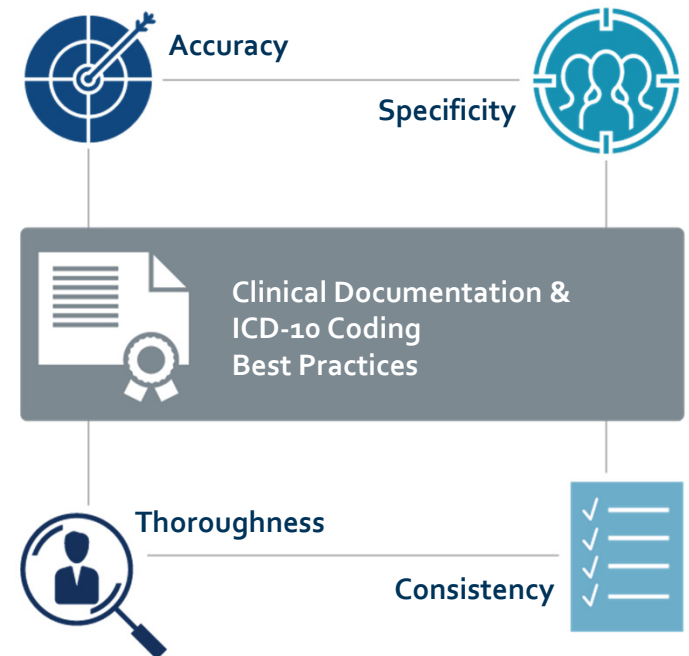 Accuracy
Specificity
Clinical Documentation &
ICD-10 Coding
Best Practices
Thoroughness
Consistency